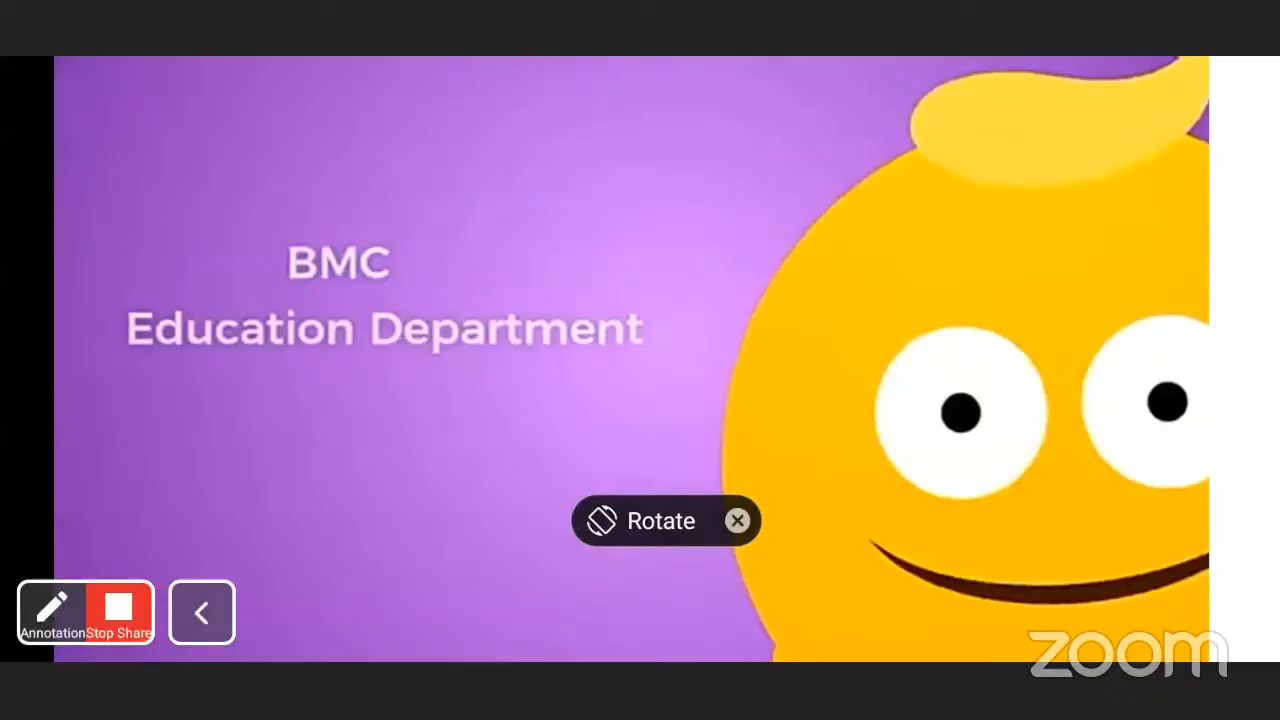 BMC
Education Department
Rotate
Annotation
Stop Share
zoom